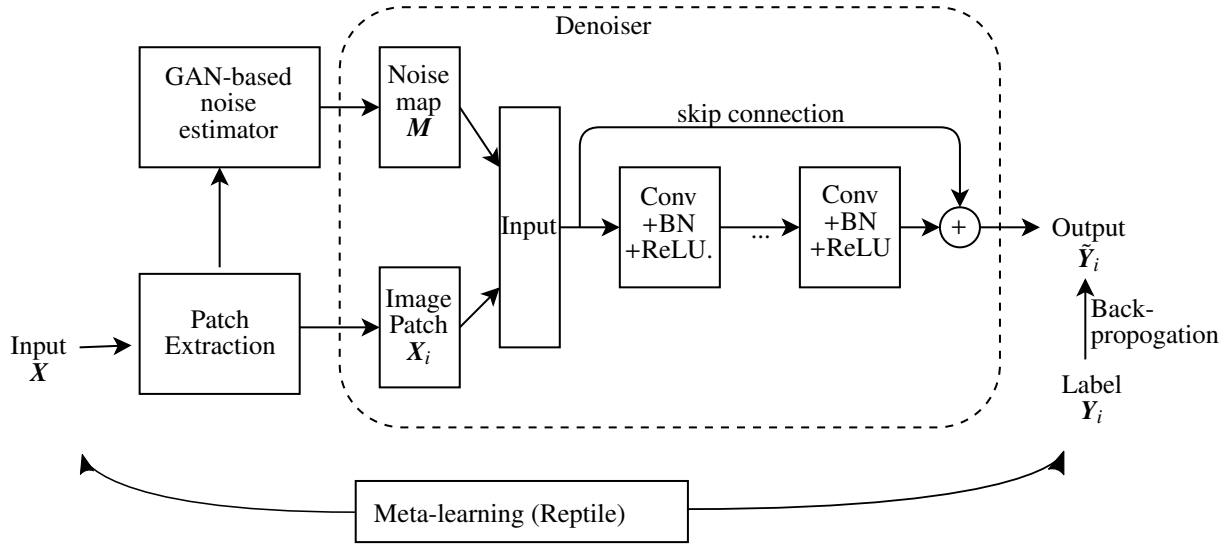 Denoiser
GAN-based
noise
estimator
Noise
map
M
skip connection
Input
Conv
+BN
+ReLU.
...
Conv
+BN
+ReLU
+
Output
Ỹᵢ
Input
X
Patch
Extraction
Image
Patch
Xᵢ
Back-
propogation
Label
Yᵢ
Meta-learning (Reptile)